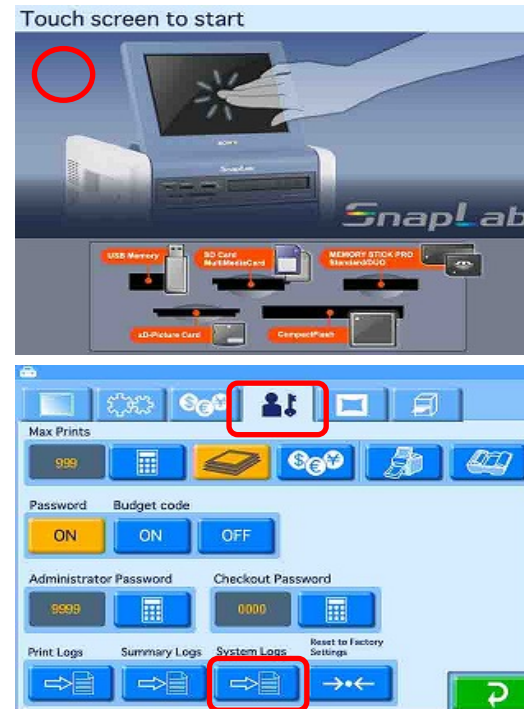 Touch screen to start
SONY
SnapLab
SnapLab
USB Memory
SD Card
MultiMediaCard
MEMORY STICK PRO
Standard/DUO
xD-Picture Card
CompactFlash
$€¥
Max Prints
999
$€¥
Password Budget code
ON ON OFF
Administrator Password Checkout Password
9999 0000
Print Logs Summary Logs System Logs Reset to Factory
Settings